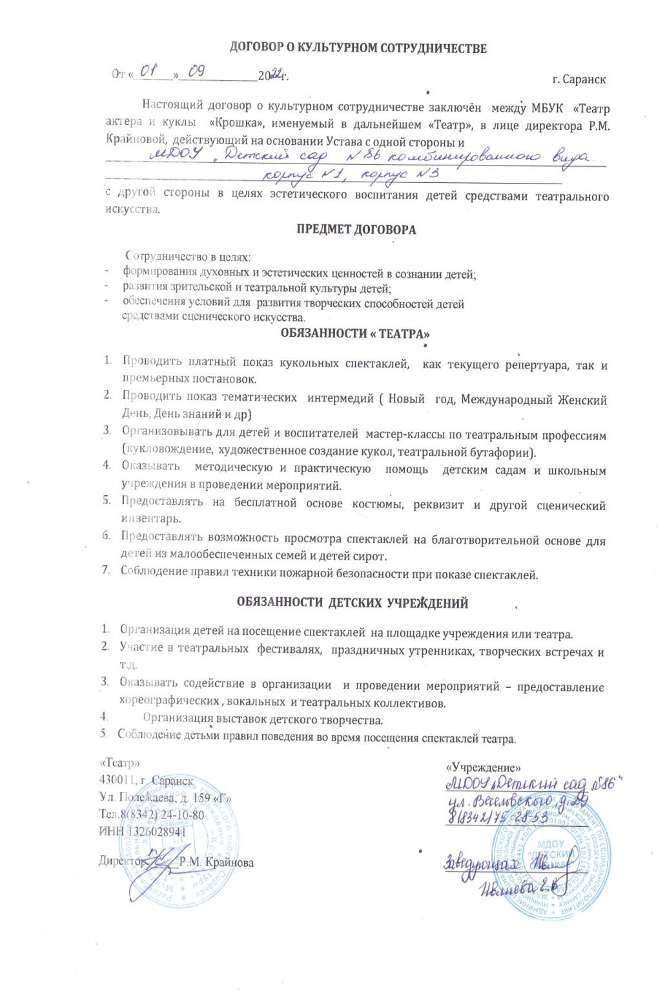 ДОГОВОР О КУЛЬТУРНОМ СОТРУДНИЧЕСТВЕ
От «01» 09 2022г.
г. Саранск
Настоящий договор о культурном сотрудничестве заключён между МБУК «Театр
актера и куклы «Крошка», именуемый в дальнейшем «Театр», в лице директора Р.М.
Крайновой, действующий на основании Устава с одной стороны и
МДОУ „Детский сад №86 комбинированного вида
корпус №1, корпус №3
с другой стороны в целях эстетического воспитания детей средствами театрального
искусства.
ПРЕДМЕТ ДОГОВОРА
Сотрудничество в целях:
- формирования духовных и эстетических ценностей в сознании детей;
- развития зрительской и театральной культуры детей;
- обеспечения условий для развития творческих способностей детей
средствами сценического искусства.
ОБЯЗАННОСТИ « ТЕАТРА»
1. Проводить платный показ кукольных спектаклей, как текущего репертуара, так и
премьерных постановок.
2. Проводить показ тематических интермедий ( Новый год, Международный Женский
День, День знаний и др)
3. Организовывать для детей и воспитателей мастер-классы по театральным профессиям
(кукловождение, художественное создание кукол, театральной бутафории).
4. Оказывать методическую и практическую помощь детским садам и школьным
учреждения в проведении мероприятий.
5. Предоставлять на бесплатной основе костюмы, реквизит и другой сценический
инвентарь.
6. Предоставлять возможность просмотра спектаклей на благотворительной основе для
детей из малообеспеченных семей и детей сирот.
7. Соблюдение правил техники пожарной безопасности при показе спектаклей.
ОБЯЗАННОСТИ ДЕТСКИХ УЧРЕЖДЕНИЙ
1. Организация детей на посещение спектаклей на площадке учреждения или театра.
2. Участие в театральных фестивалях, праздничных утренниках, творческих встречах и
т.д.
3. Оказывать содействие в организации и проведении мероприятий – предоставление
хореографических , вокальных и театральных коллективов.
4. Организация выставок детского творчества.
5. Соблюдение детьми правил поведения во время посещения спектаклей театра.
«Театр»
430011, г. Саранск
Ул. Полежаева, д. 159 «Г»
Тел.8(8342) 24-10-80
ИНН 1326028941
Директор Р.М. Крайнова
«Учреждение»
МДОУ „Детский сад №86"
ул. Веселовского, д.29
8(8342)75-28-53
Заведующая
Ивлиева Е.В
САРАНСК
МДОУ
"ДЕТСКИЙ